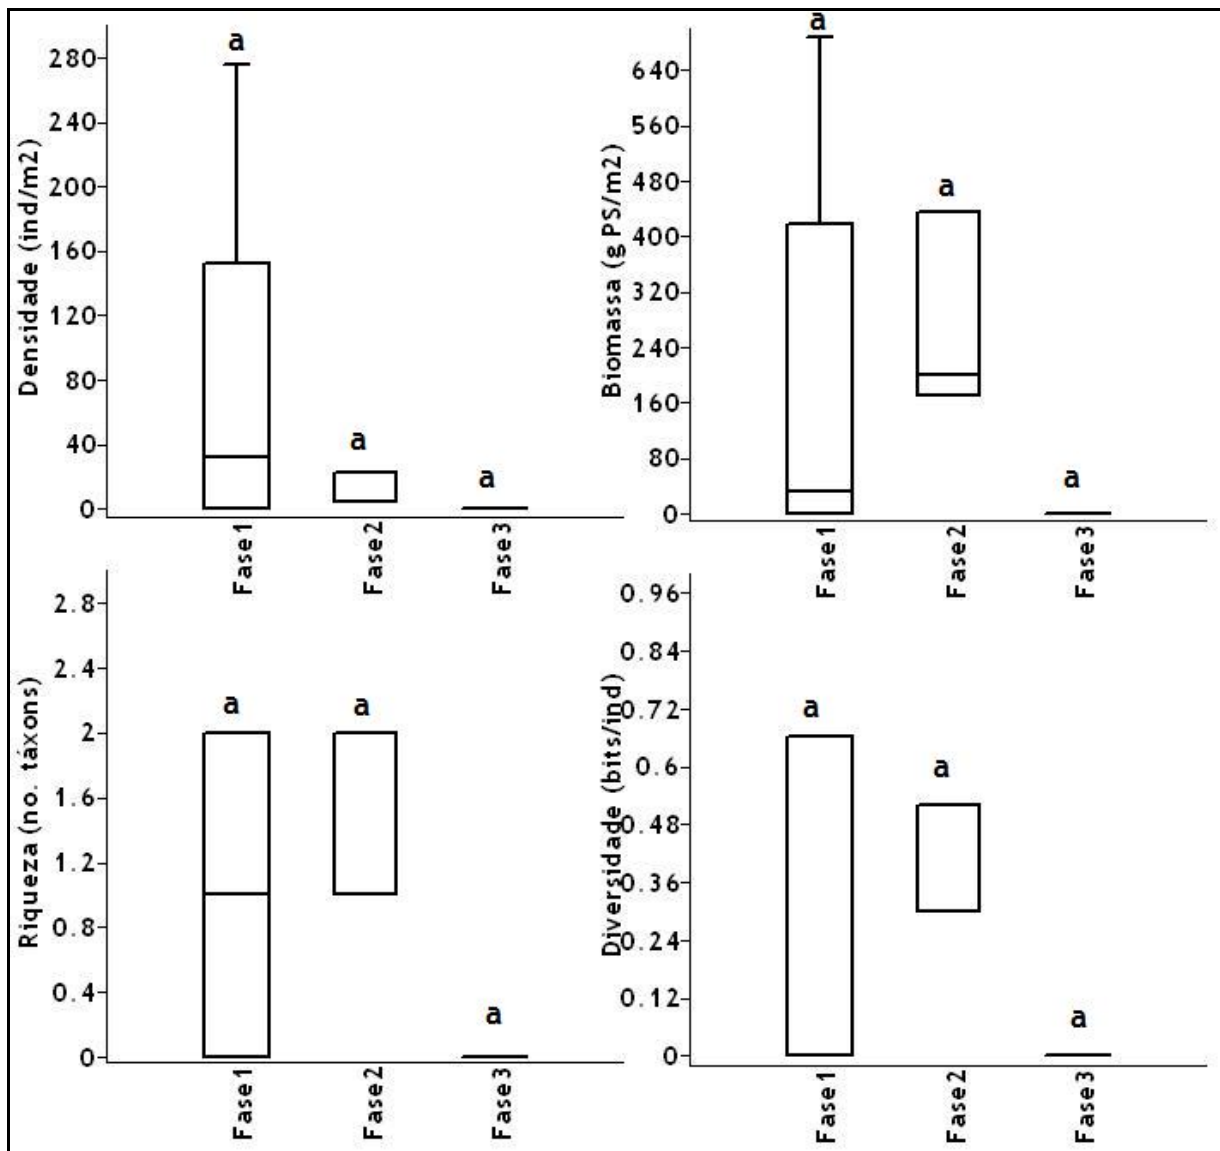 Densidade (ind/m2)
280
240
200
160
120
80
40
0
a
a
a
Fase1
Fase2
Fase3
Biomassa (g PS/m2)
640
560
480
400
320
240
160
80
0
a
a
a
Fase1
Fase2
Fase3
Riqueza (no. táxons)
2.8
2.4
2
1.6
1.2
0.8
0.4
0
a
a
a
Fase1
Fase2
Fase3
Diversidade (bits/ind)
0.96
0.84
0.72
0.6
0.48
0.36
0.24
0.12
0
a
a
a
Fase1
Fase2
Fase3